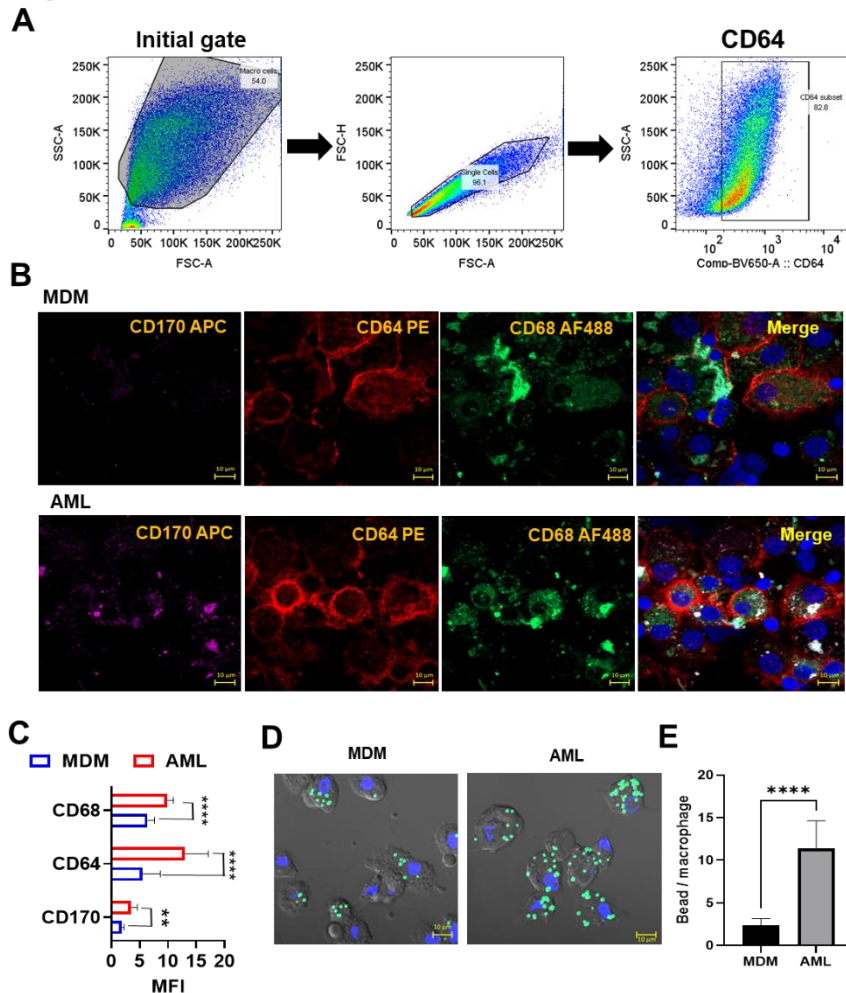 A
Initial gate
CD64
250K
200K
150K
100K
50K
0
SSC-A
Macro cells
54.0
50K 100K 150K 200K 250K
FSC-A
250K
200K
150K
100K
50K
0
FSC-H
Single Cells
96.1
50K 100K 150K 200K 250K
FSC-A
250K
200K
150K
100K
50K
0
SSC-A
CD64 subset
82.8
10^2 10^3 10^4
Comp-BV650-A :: CD64
B
MDM
CD170 APC
CD64 PE
CD68 AF488
Merge
10 µm
10 µm
10 µm
10 µm
AML
CD170 APC
CD64 PE
CD68 AF488
Merge
10 µm
10 µm
10 µm
10 µm
C
MDM AML
CD68
****
CD64
****
CD170
**
0 5 10 15 20
MFI
D
MDM
AML
10 µm
10 µm
E
Bead / macrophage
20
15
10
5
0
****
MDM AML